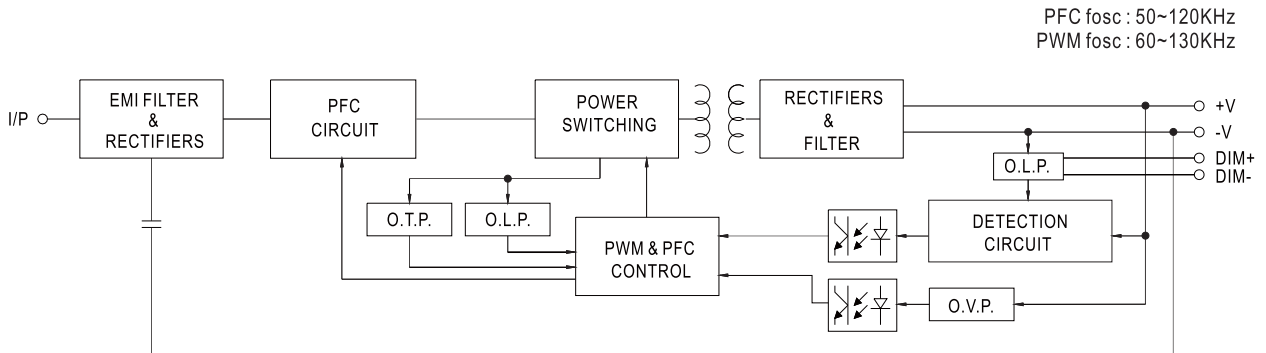 PFC fosc : 50~120KHz
PWM fosc : 60~130KHz
I/P
EMI FILTER
&
RECTIFIERS
PFC
CIRCUIT
POWER
SWITCHING
RECTIFIERS
&
FILTER
+V
-V
DIM+
DIM-
O.L.P.
O.T.P.
O.L.P.
PWM & PFC
CONTROL
DETECTION
CIRCUIT
O.V.P.